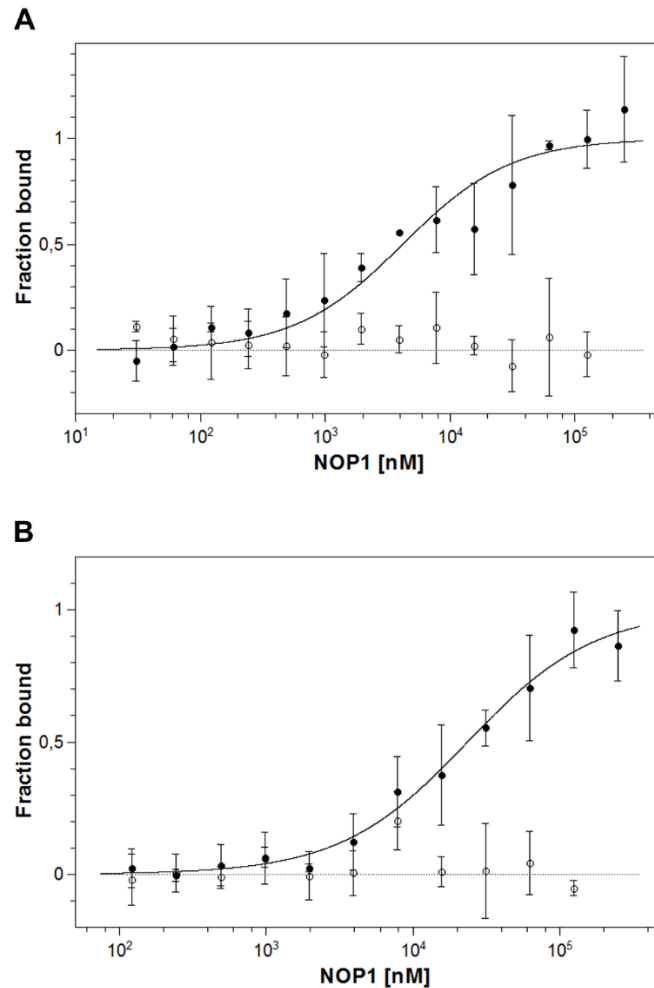 A
Fraction bound
1
0,5
0
10¹ 10² 10³ 10⁴ 10⁵
NOP1 [nM]
B
Fraction bound
1
0,5
0
10² 10³ 10⁴ 10⁵
NOP1 [nM]